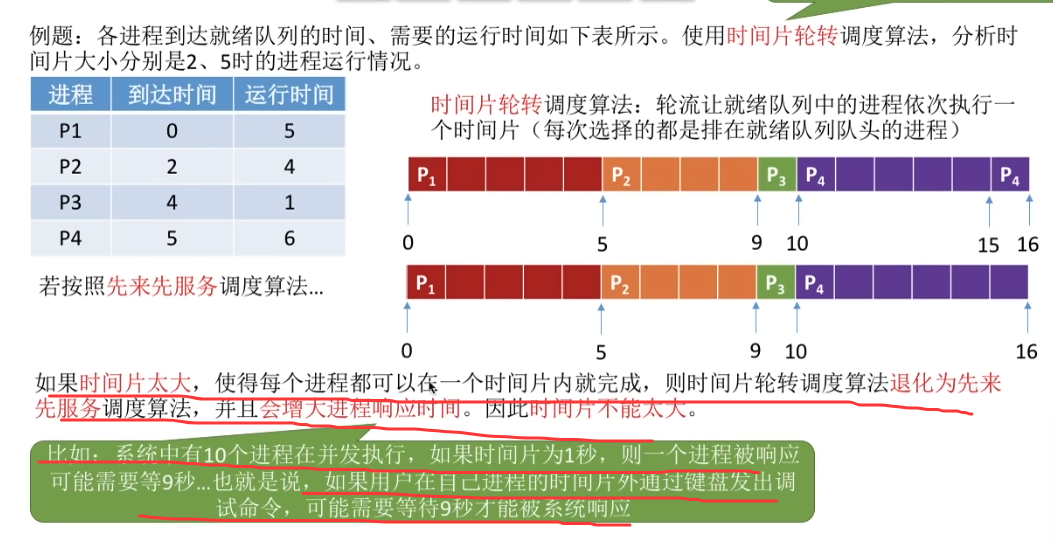 例题：各进程到达就绪队列的时间、需要的运行时间如下表所示。使用时间片轮转调度算法，分析时
间片大小分别是2、5时的进程运行情况。
进程 到达时间 运行时间
P1 0 5
P2 2 4
P3 4 1
P4 5 6
时间片轮转调度算法：轮流让就绪队列中的进程依次执行一
个时间片（每次选择的都是排在就绪队列队头的进程）
P1 P2 P3 P4 P4
0 5 9 10 15 16
若按照先来先服务调度算法...
P1 P2 P3 P4
0 5 9 10 16
如果时间片太大，使得每个进程都可以在一个时间片内就完成，则时间片轮转调度算法退化为先来
先服务调度算法，并且会增大进程响应时间。因此时间片不能太大。
比如：系统中有10个进程在并发执行，如果时间片为1秒，则一个进程被响应
可能需要等9秒...也就是说，如果用户在自己进程的时间片外通过键盘发出调
试命令，可能需要等待9秒才能被系统响应